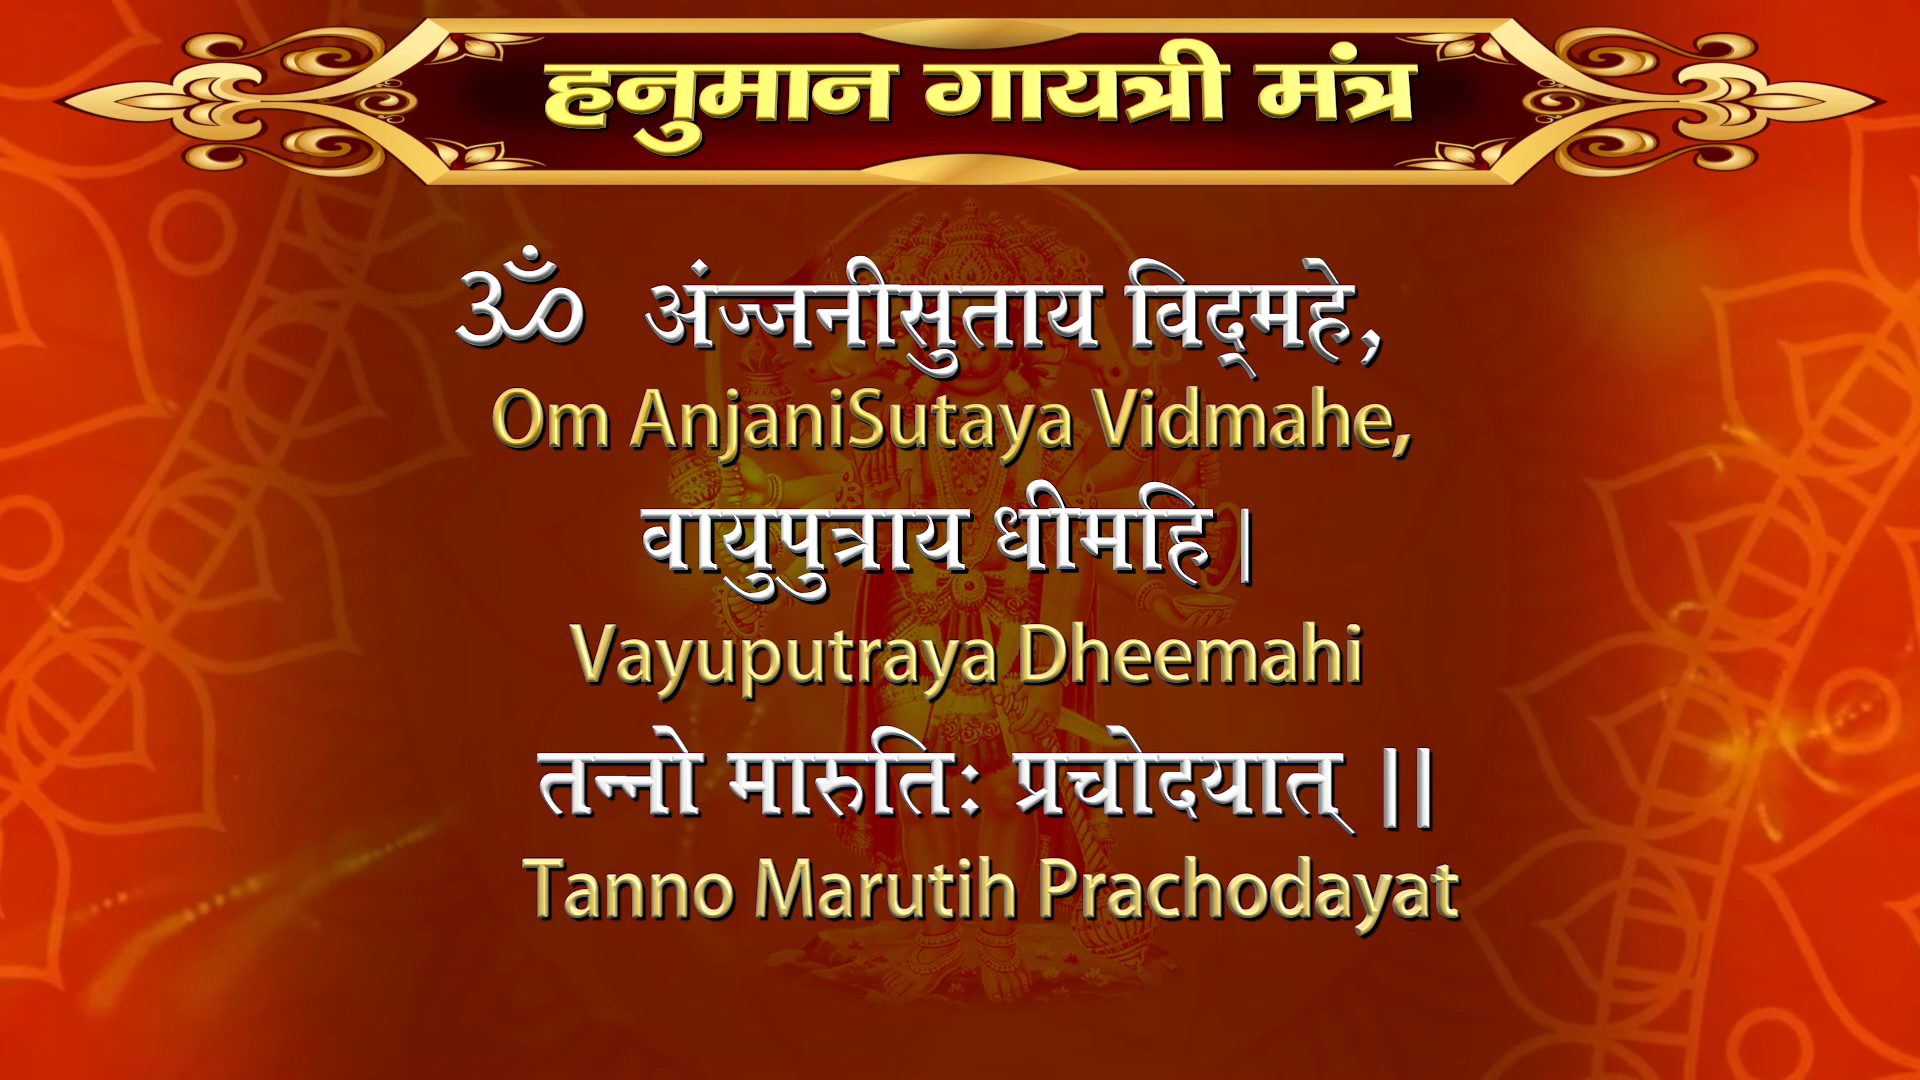 हनुमान गायत्री मंत्र
ॐ अंज्जनीसुताय विद्‌महे,
Om AnjaniSutaya Vidmahe,
वायुपुत्राय धीमहि।
Vayuputraya Dheemahi
तन्नो मारुतिः प्रचोदयात् ।।
Tanno Marutih Prachodayat